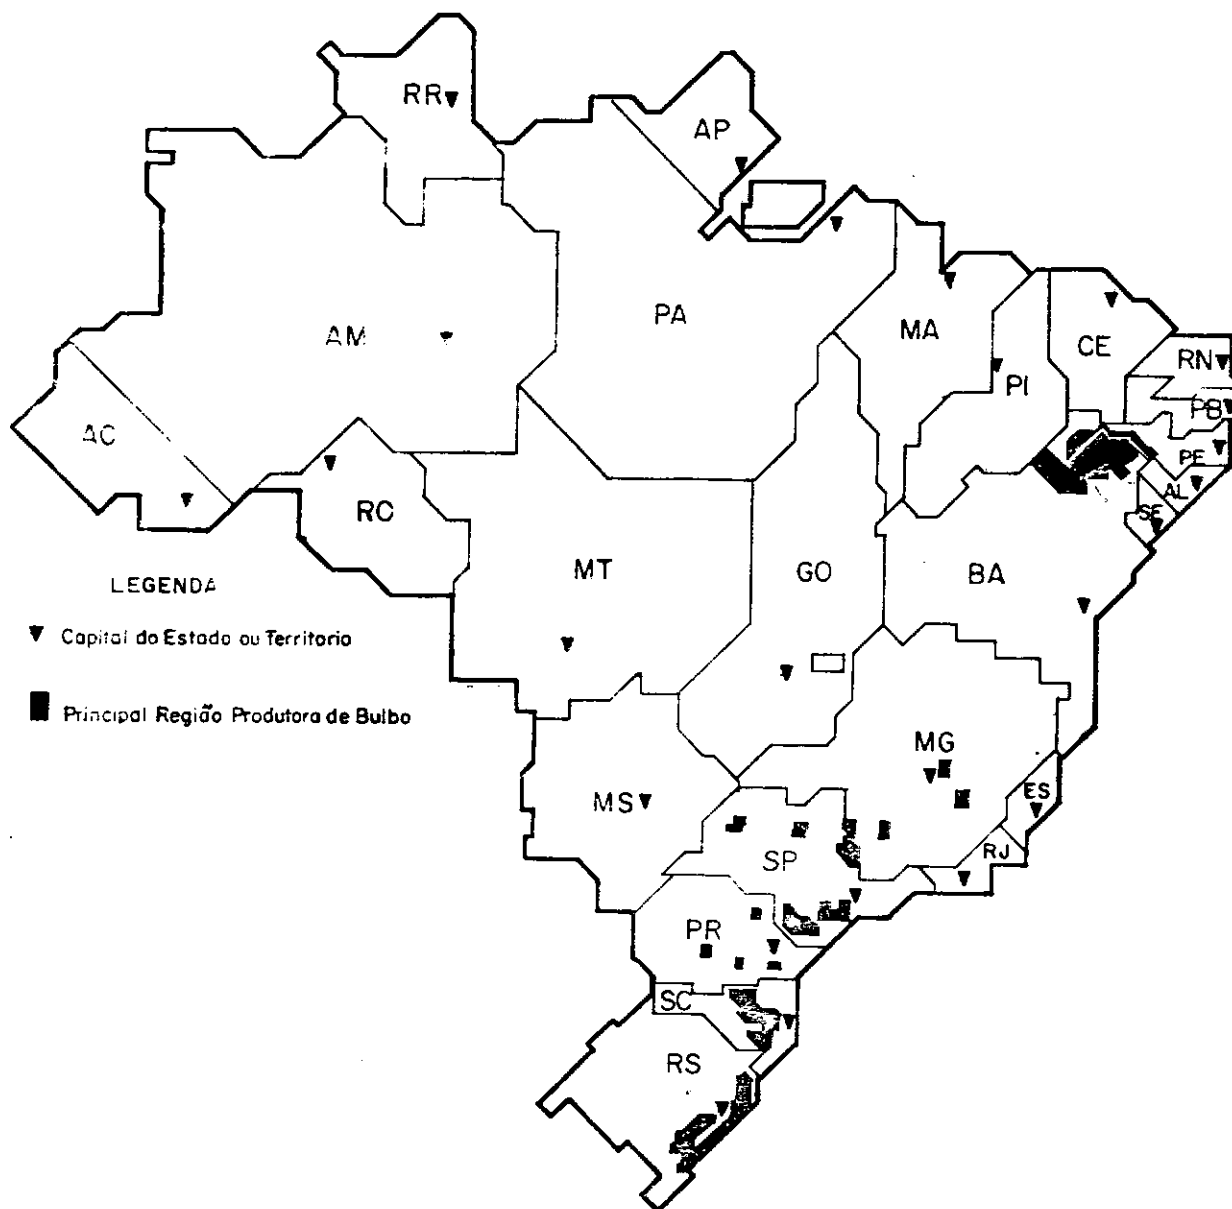 RR
AP
AM
PA
MA
CE
RN
PI
PB
AC
PE
AL
SE
RC
MT
GO
BA
LEGENDA
Capital do Estado ou Territorio
Principal Região Produtora de Bulbo
MG
MS
ES
SP
RJ
PR
SC
RS